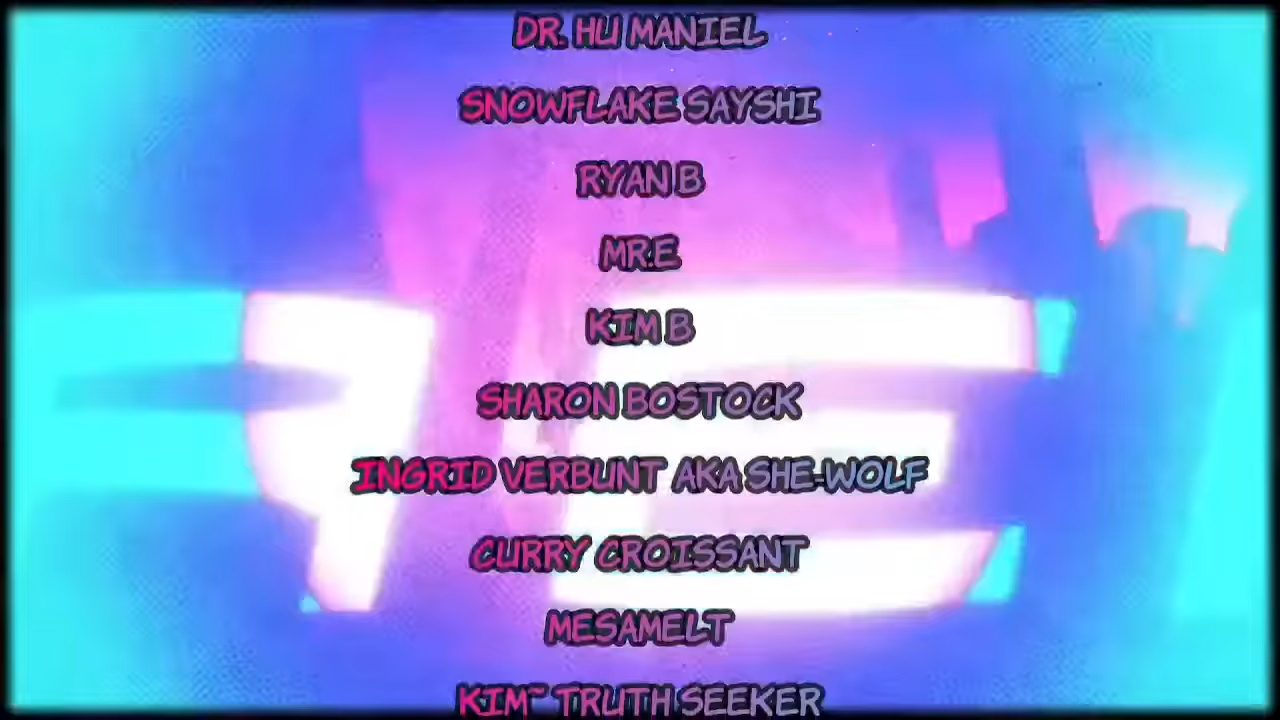 DR. HU MANIEL
SNOWFLAKE SAYSHI
RYAN B
MR.E
KIM B
SHARON BOSTOCK
INGRID VERBUNT AKA SHE-WOLF
CURRY CROISSANT
MESAMELT
KIM~ TRUTH SEEKER